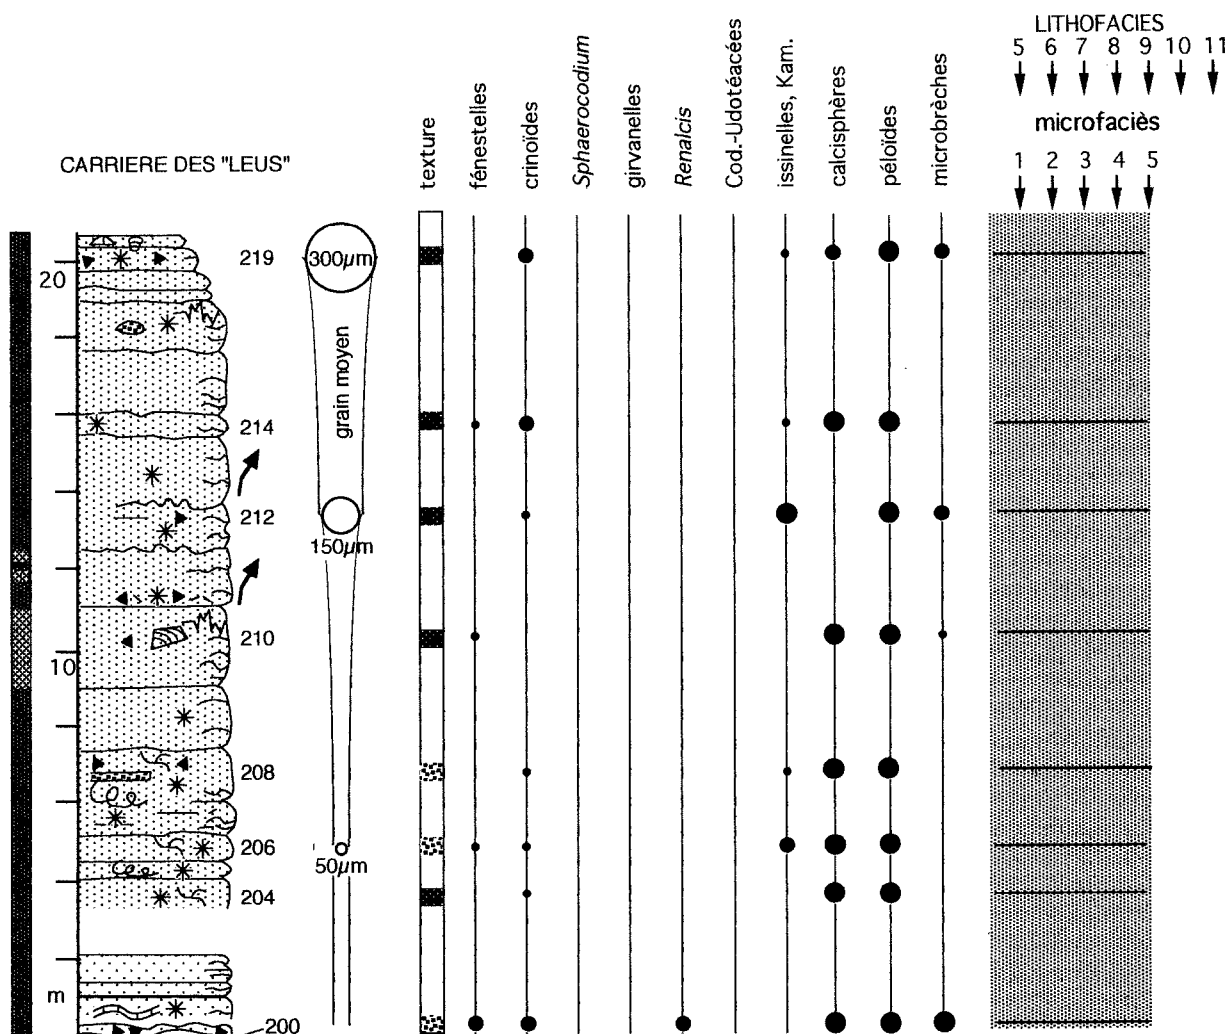 LITHOFACIES
5 6 7 8 9 10 11
microfaciès
1 2 3 4 5
CARRIERE DES "LEUS"
texture
fénestelles
crinoïdes
Sphaerocodium
girvanelles
Renalcis
Cod.-Udotéacées
issinelles, Kam.
calcisphères
péloïdes
microbrèches
219
300µm
20
grain moyen
214
212
150µm
210
10
208
206
50µm
204
m
200